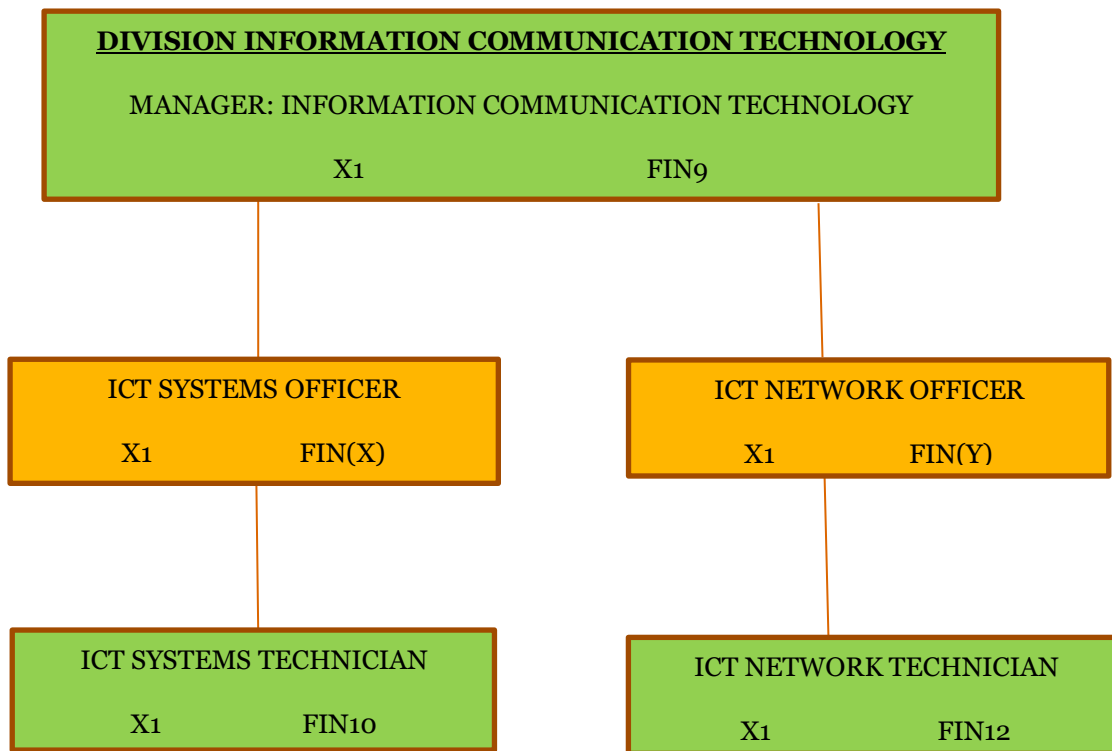 DIVISION INFORMATION COMMUNICATION TECHNOLOGY
MANAGER: INFORMATION COMMUNICATION TECHNOLOGY
X1 FIN9
ICT SYSTEMS OFFICER
X1 FIN(X)
ICT NETWORK OFFICER
X1 FIN(Y)
ICT SYSTEMS TECHNICIAN
X1 FIN10
ICT NETWORK TECHNICIAN
X1 FIN12